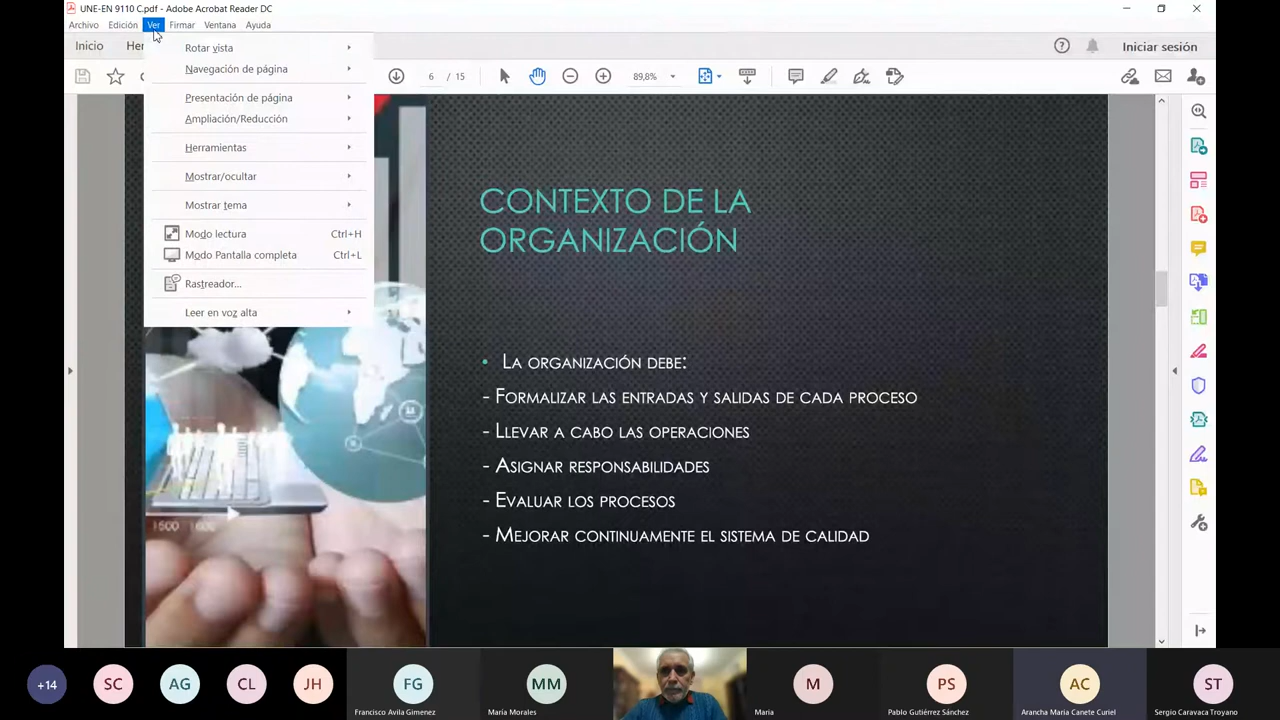 UNE-EN 9110 C.pdf - Adobe Acrobat Reader DC
Archivo Edición Ver Firmar Ventana Ayuda
Inicio Her
Iniciar sesión
6 / 15
89,8%
Rotar vista
Navegación de página
Presentación de página
Ampliación/Reducción
Herramientas
Mostrar/ocultar
Mostrar tema
Modo lectura Ctrl+H
Modo Pantalla completa Ctrl+L
Rastreador...
Leer en voz alta
CONTEXTO DE LA
ORGANIZACIÓN
• LA ORGANIZACIÓN DEBE:
- FORMALIZAR LAS ENTRADAS Y SALIDAS DE CADA PROCESO
- LLEVAR A CABO LAS OPERACIONES
- ASIGNAR RESPONSABILIDADES
- EVALUAR LOS PROCESOS
- MEJORAR CONTINUAMENTE EL SISTEMA DE CALIDAD
+14 SC AG CL JH FG MM M PS AC ST
Francisco Avila Gimenez María Morales Maria Pablo Gutiérrez Sánchez Arancha Maria Canete Curiel Sergio Caravaca Troyano